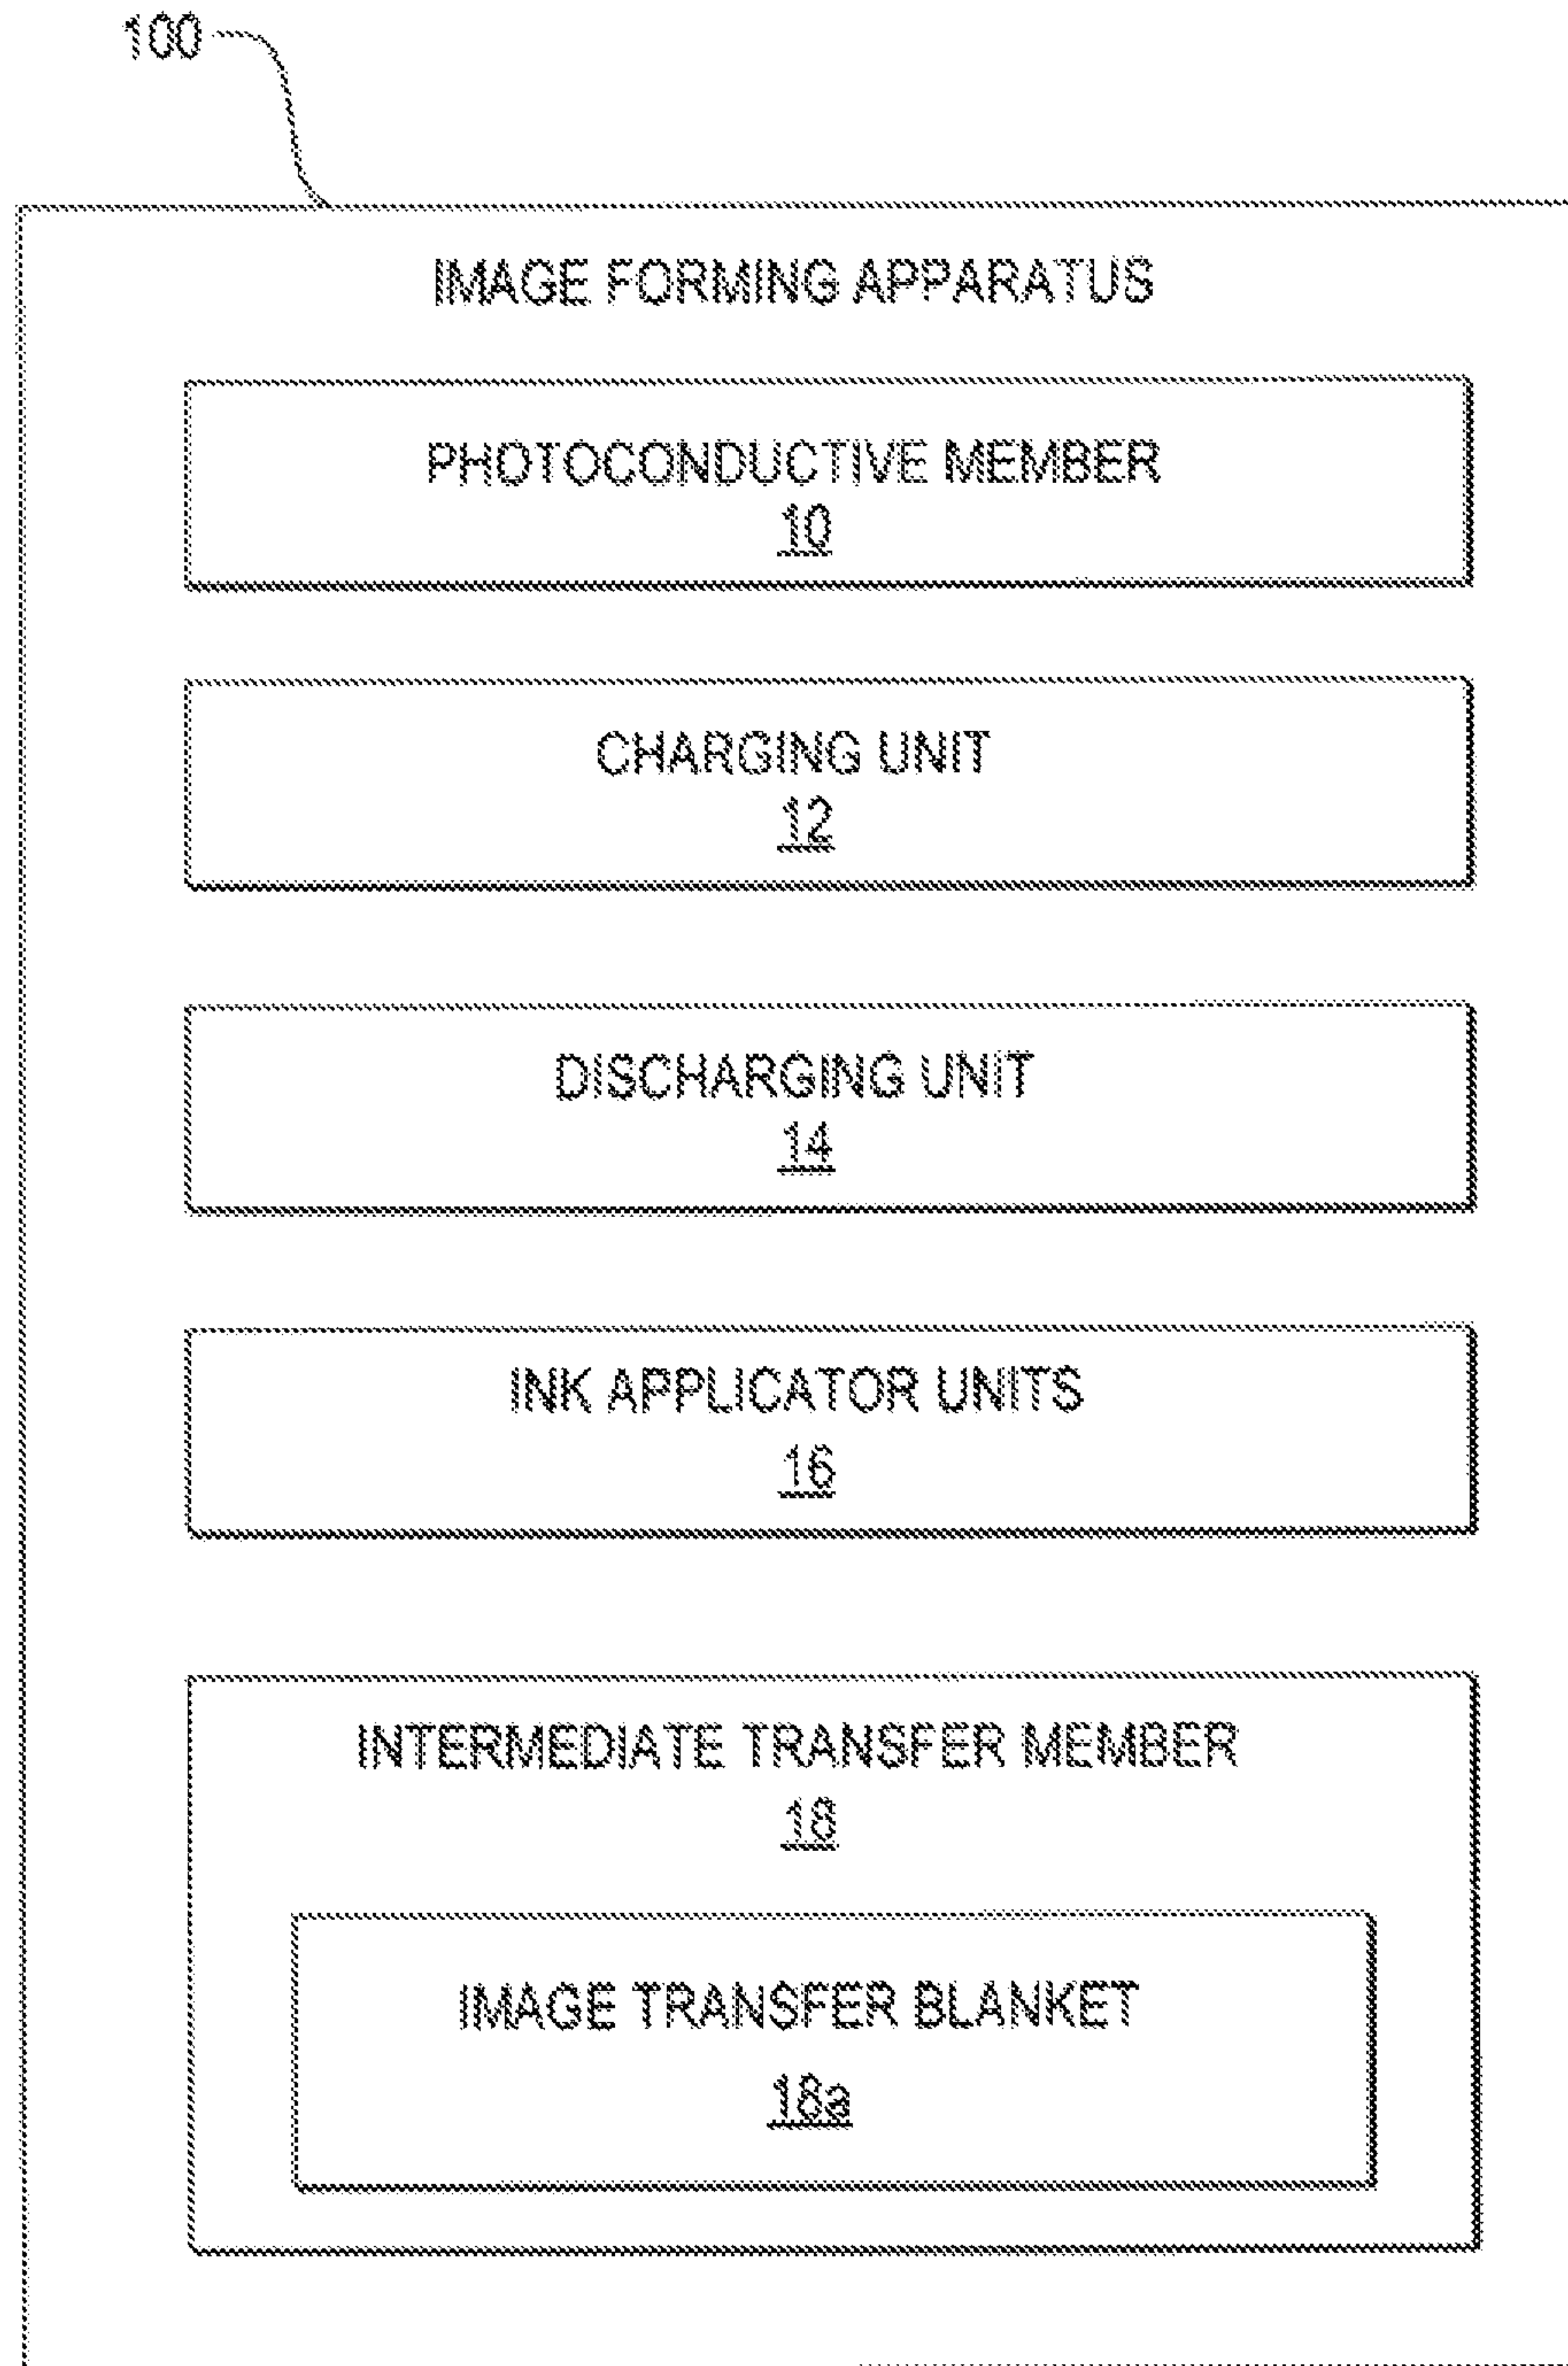 100
IMAGE FORMING APPARATUS
PHOTOCONDUCTIVE MEMBER
10
CHARGING UNIT
12
DISCHARGING UNIT
14
INK APPLICATOR UNITS
16
INTERMEDIATE TRANSFER MEMBER
18
IMAGE TRANSFER BLANKET
18a